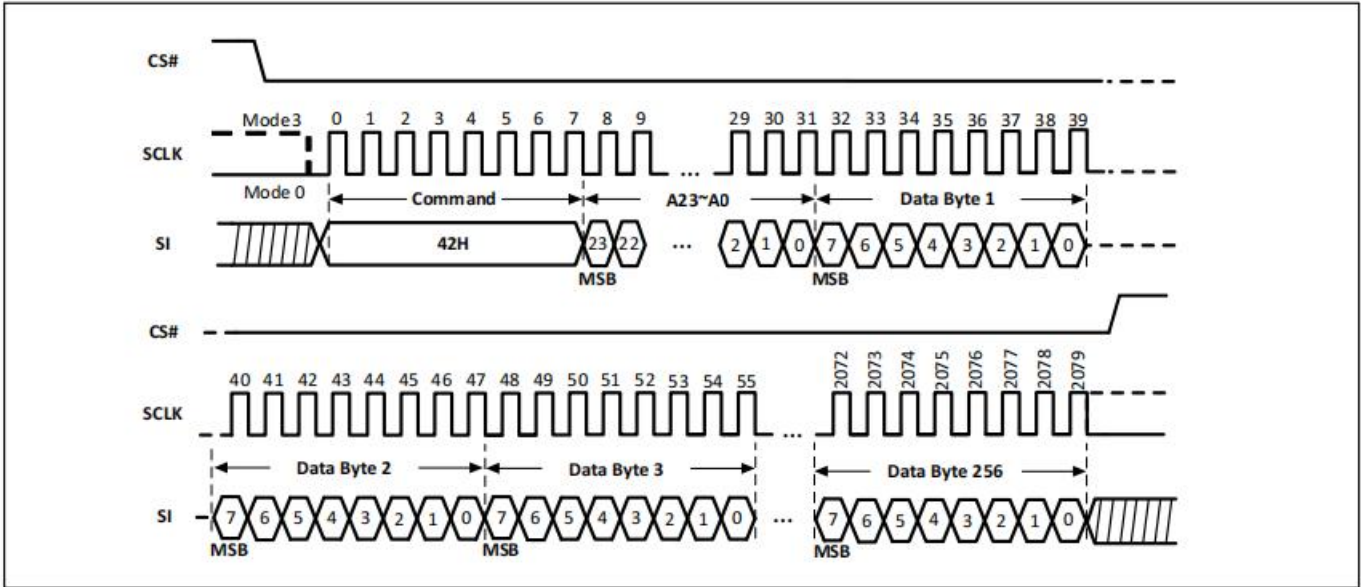 CS#
Mode3 0 1 2 3 4 5 6 7 8 9 29 30 31 32 33 34 35 36 37 38 39
SCLK ...
Mode 0 Command A23~A0 Data Byte 1
SI 42H 23 22 ... 2 1 0 7 6 5 4 3 2 1 0
MSB MSB
CS#
40 41 42 43 44 45 46 47 48 49 50 51 52 53 54 55 2072 2073 2074 2075 2076 2077 2078 2079
SCLK ...
Data Byte 2 Data Byte 3 Data Byte 256
SI 7 6 5 4 3 2 1 0 7 6 5 4 3 2 1 0 ... 7 6 5 4 3 2 1 0
MSB MSB MSB